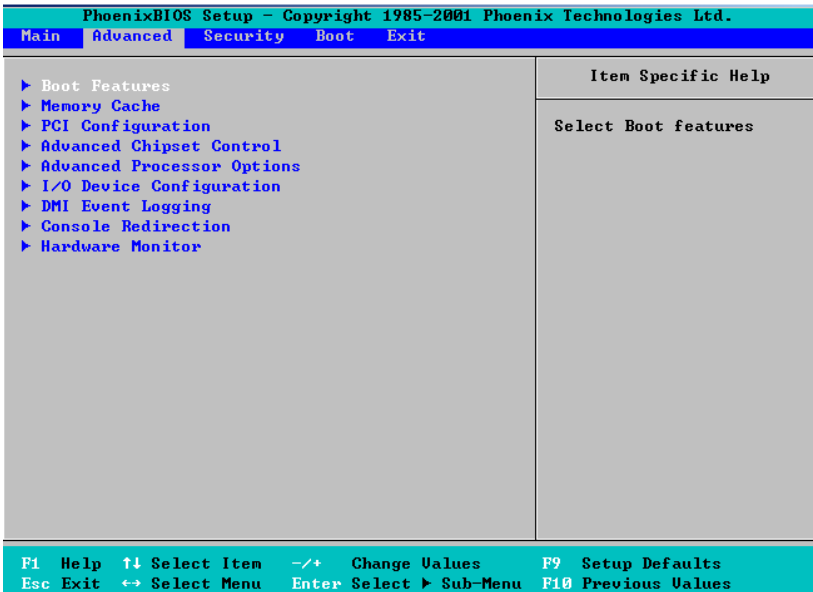 PhoenixBIOS Setup - Copyright 1985-2001 Phoenix Technologies Ltd.
Main Advanced Security Boot Exit
Item Specific Help
▶ Boot Features
▶ Memory Cache
▶ PCI Configuration
▶ Advanced Chipset Control
▶ Advanced Processor Options
▶ I/O Device Configuration
▶ DMI Event Logging
▶ Console Redirection
▶ Hardware Monitor
Select Boot features
F1 Help ↑↓ Select Item -/+ Change Values F9 Setup Defaults
Esc Exit ↔ Select Menu Enter Select ▶ Sub-Menu F10 Previous Values